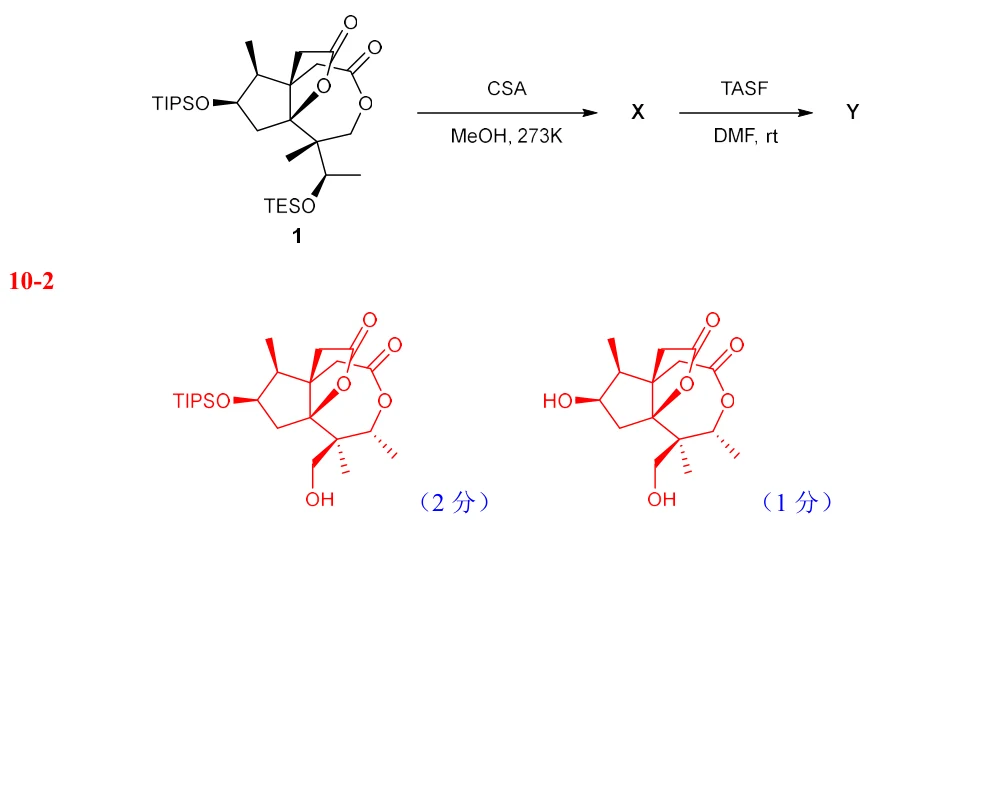 O
O
O
O
TIPSO
TESO
1
CSA
MeOH, 273K
X
TASF
DMF, rt
Y
10-2
O
O
O
O
TIPSO
OH
（2 分）
O
O
O
O
HO
OH
（1 分）